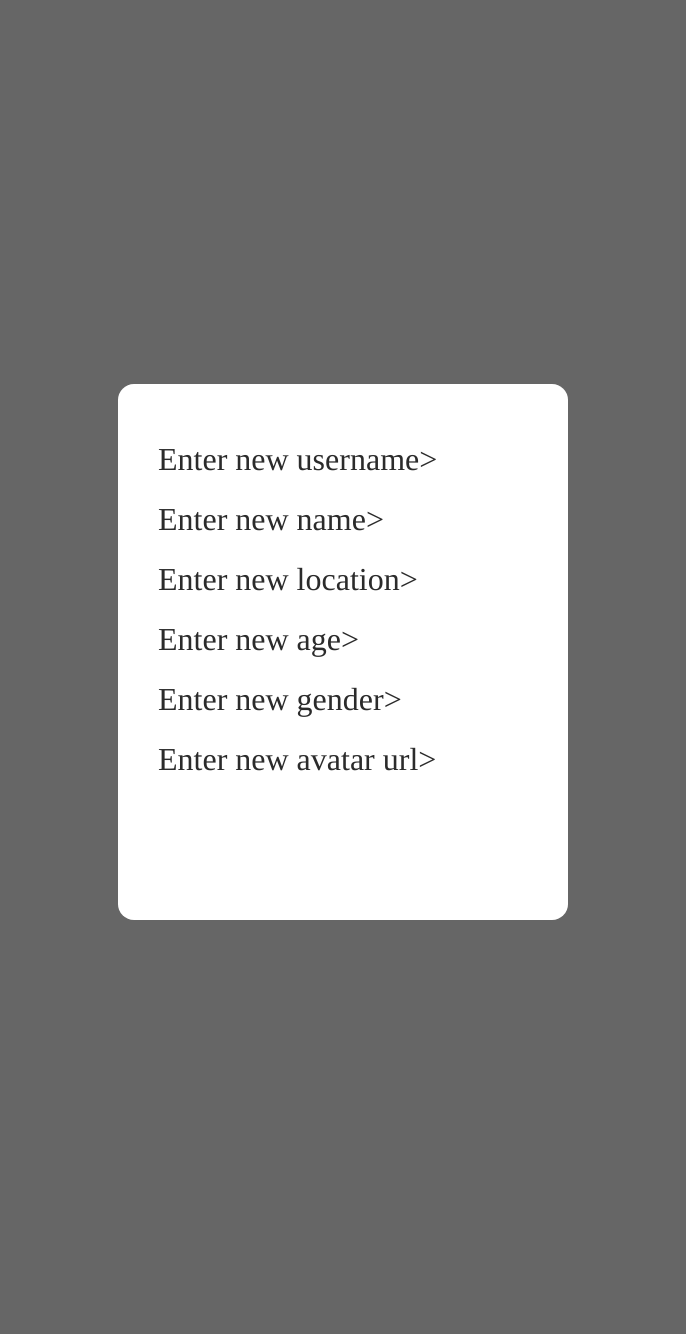 Enter new username>
Enter new name>
Enter new location>
Enter new age>
Enter new gender>
Enter new avatar url>